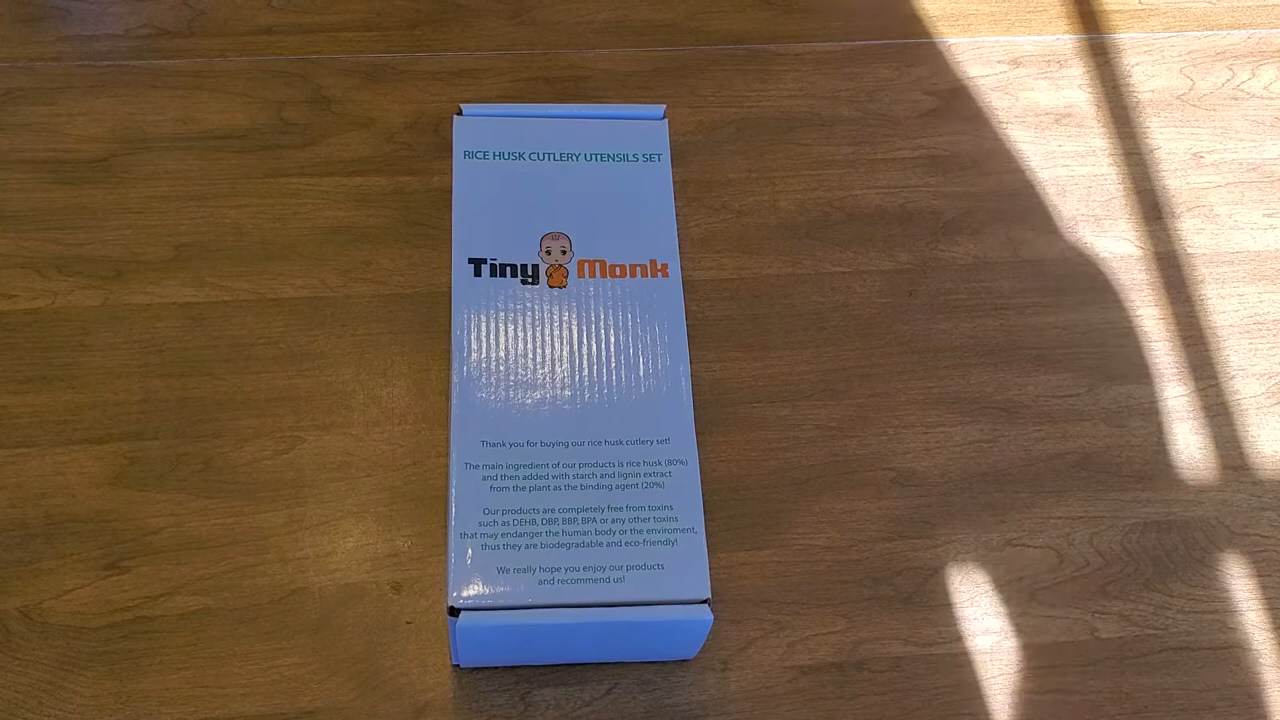 RICE HUSK CUTLERY UTENSILS SET
Tiny Monk
Thank you for buying our rice husk cutlery set!
The main ingredient of our products is rice husk (80%)
and then added with starch and lignin extract
from the plant as the binding agent (20%)
Our products are completely free from toxins
such as DEHB, DBP, BBP, BPA or any other toxins
that may endanger the human body or the enviroment,
thus they are biodegradable and eco-friendly!
We really hope you enjoy our products
and recommend us!